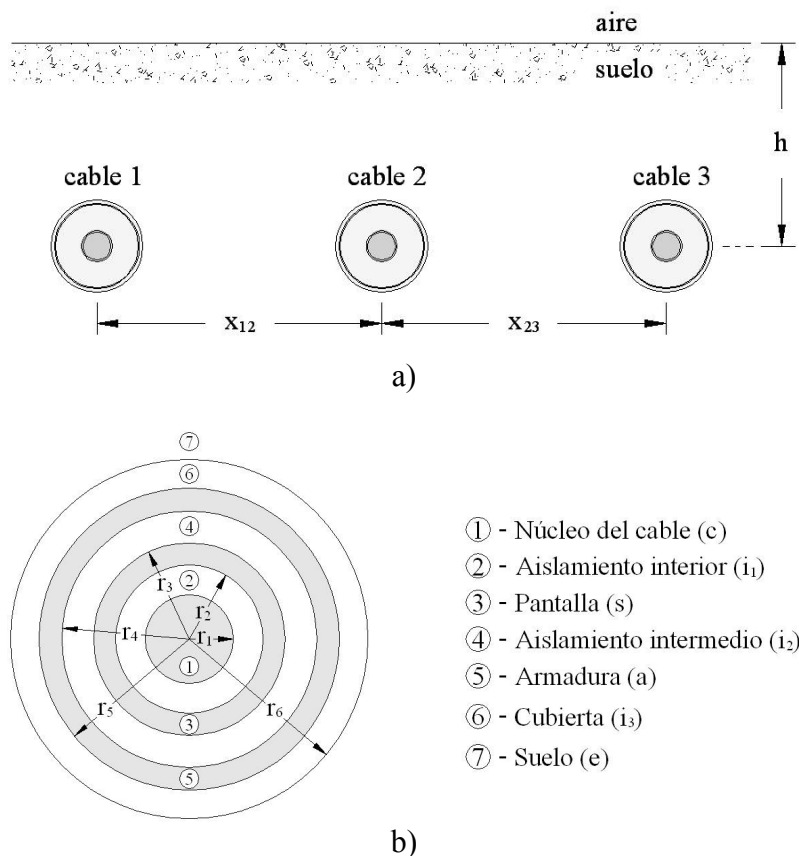 aire
suelo
h
cable 1 cable 2 cable 3
x₁₂ x₂₃
a)
⑦
⑥
④
r₃ ② r₂
r₄ r₁
①
r₅ ③ r₆
⑤
① - Núcleo del cable (c)
② - Aislamiento interior (i₁)
③ - Pantalla (s)
④ - Aislamiento intermedio (i₂)
⑤ - Armadura (a)
⑥ - Cubierta (i₃)
⑦ - Suelo (e)
b)